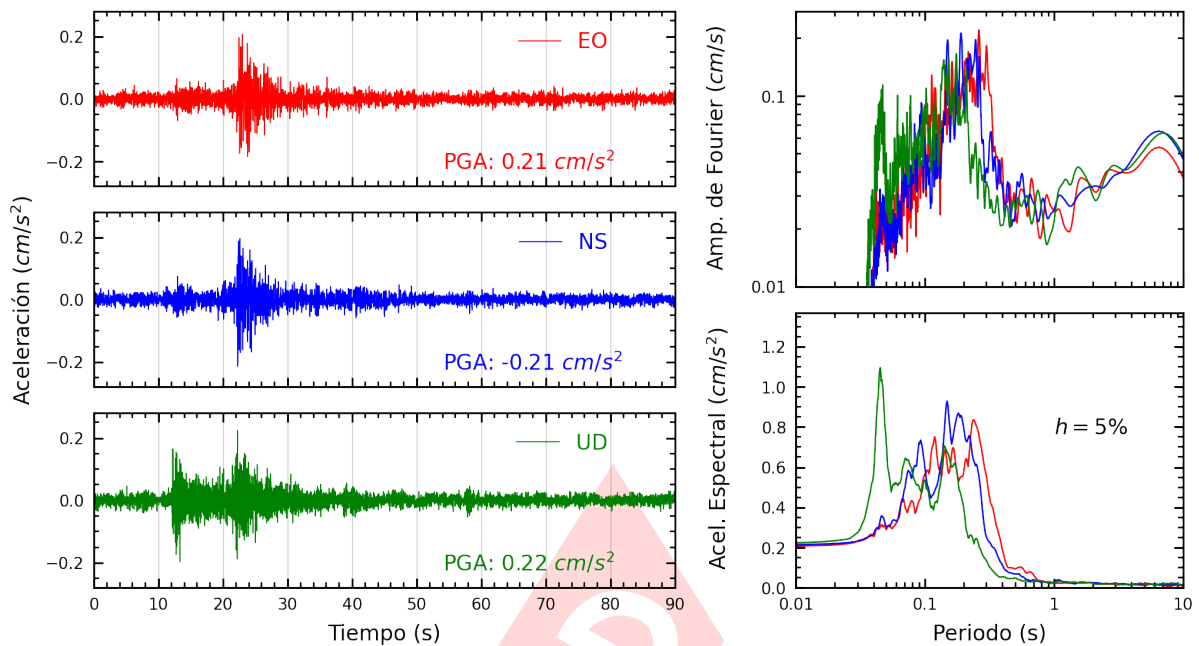 Aceleración (cm/s²)
0.2
0.0
−0.2
EO
PGA: 0.21 cm/s²
0.2
0.0
−0.2
NS
PGA: -0.21 cm/s²
0.2
0.0
−0.2
UD
PGA: 0.22 cm/s²
0 10 20 30 40 50 60 70 80 90
Tiempo (s)
Amp. de Fourier (cm/s)
0.1
0.01
Acel. Espectral (cm/s²)
1.2
1.0
0.8
0.6
0.4
0.2
0.0
h = 5%
0.01 0.1 1 10
Periodo (s)